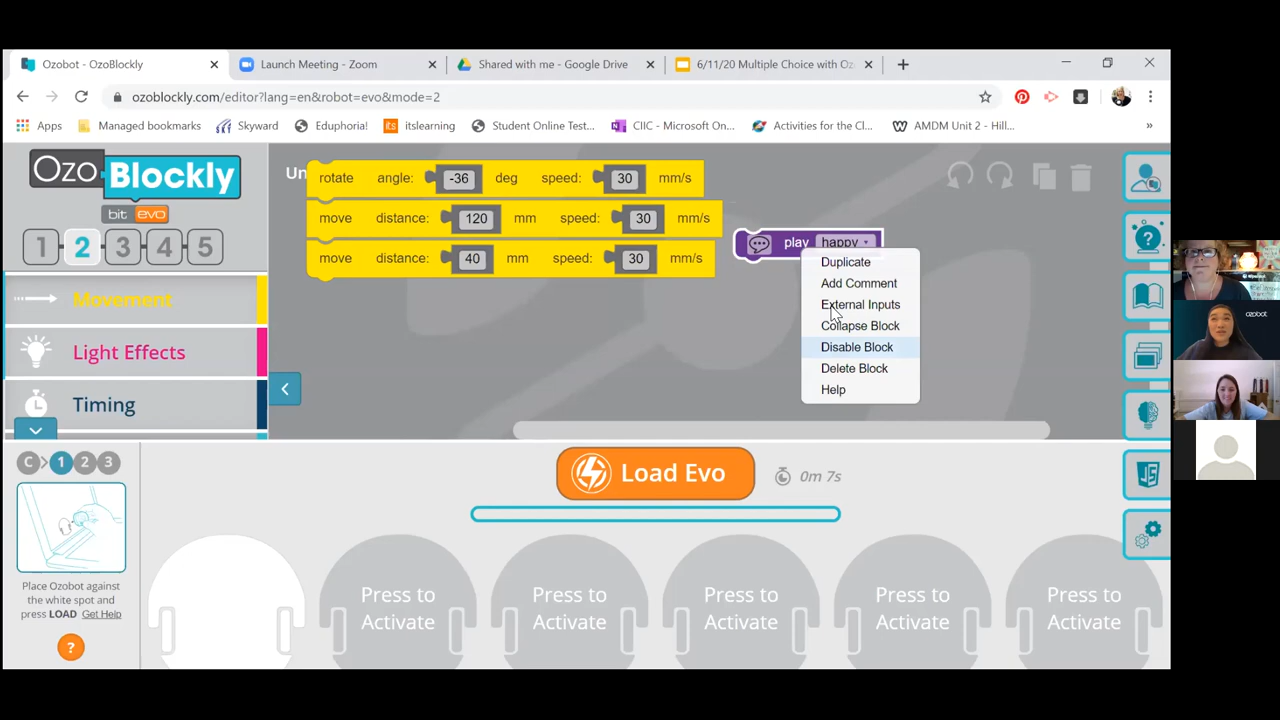 Ozobot - OzoBlockly
Launch Meeting - Zoom
Shared with me - Google Drive
6/11/20 Multiple Choice with Oz
ozoblockly.com/editor?lang=en&robot=evo&mode=2
Apps
Managed bookmarks
Skyward
Eduphoria!
its
itslearning
Student Online Test...
CIIC - Microsoft On...
Activities for the Cl...
AMDM Unit 2 - Hill...
»
Ozo Blockly
bit evo
1 2 3 4 5
Un
rotate angle: -36 deg speed: 30 mm/s
move distance: 120 mm speed: 30 mm/s
move distance: 40 mm speed: 30 mm/s
play happy
Duplicate
Add Comment
External Inputs
Collapse Block
Disable Block
Delete Block
Help
Movement
Light Effects
Timing
C 1 2 3
Place Ozobot against
the white spot and
press LOAD Get Help
?
Load Evo
0m 7s
Press to
Activate
Press to
Activate
Press to
Activate
Press to
Activate
Press to
Activate
JS
ozobot